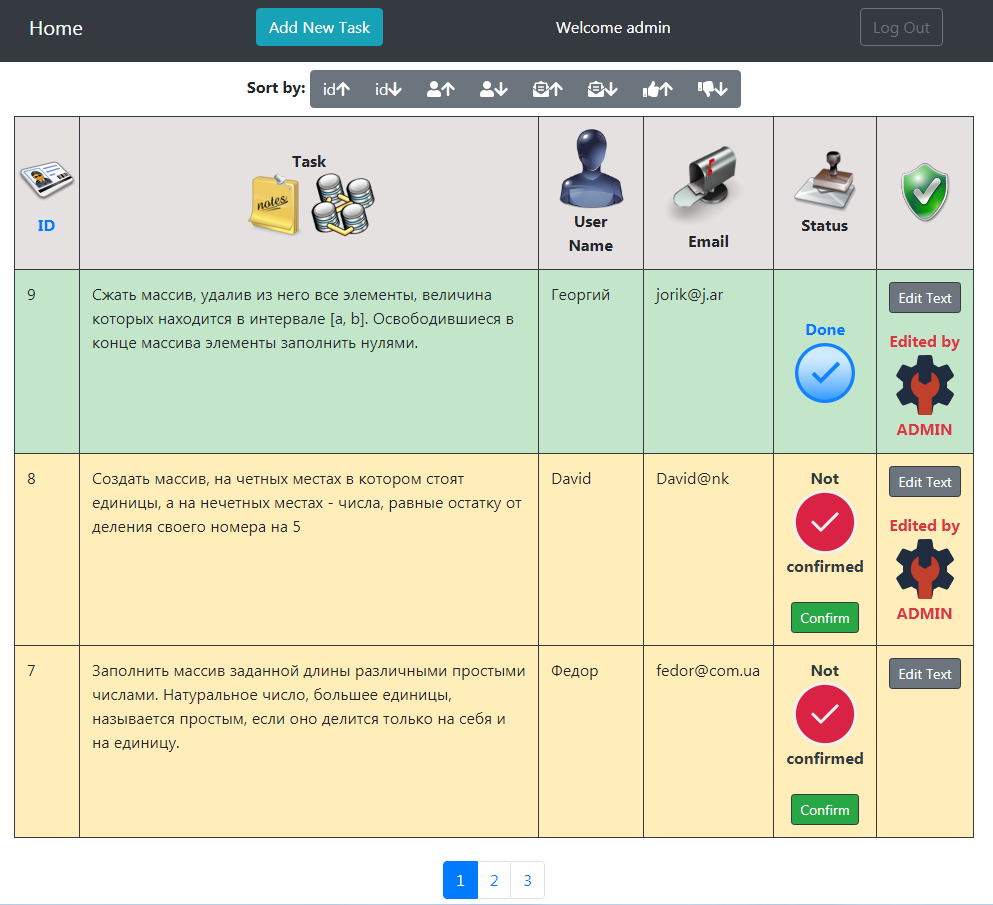 Home Add New Task Welcome admin Log Out
Sort by: id id
Task
notes
ID
User
Name
Email
Status
9
Сжать массив, удалив из него все элементы, величина
которых находится в интервале [a, b]. Освободившиеся в
конце массива элементы заполнить нулями.
Георгий
jorik@j.ar
Done
Edit Text
Edited by
ADMIN
8
Создать массив, на четных местах в котором стоят
единицы, а на нечетных местах - числа, равные остатку от
деления своего номера на 5
David
David@nk
Not
confirmed
Confirm
Edit Text
Edited by
ADMIN
7
Заполнить массив заданной длины различными простыми
числами. Натуральное число, большее единицы,
называется простым, если оно делится только на себя и
на единицу.
Федор
fedor@com.ua
Not
confirmed
Confirm
Edit Text
1 2 3